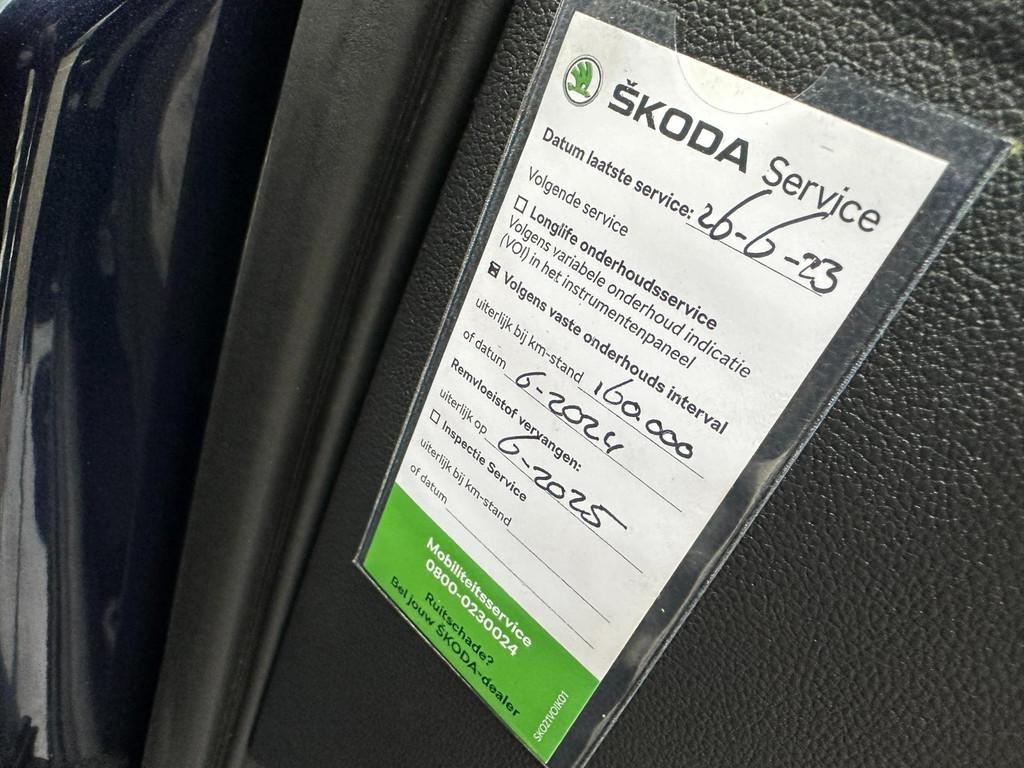 ŠKODA Service
Datum laatste service: 26-6-23
Volgende service
Longlife onderhoudsservice
Volgens variabele onderhoud indicatie
(VOI) in het instrumentenpaneel
Volgens vaste onderhouds interval
uiterlijk bij km-stand 160.000
of datum 6-2024
Remvloeistof vervangen:
uiterlijk op 6-2025
Inspectie Service
uiterlijk bij km-stand
of datum
Mobiliteitsservice
0800-0230024
Ruitschade?
Bel jouw ŠKODA-dealer
SK021VOIK01